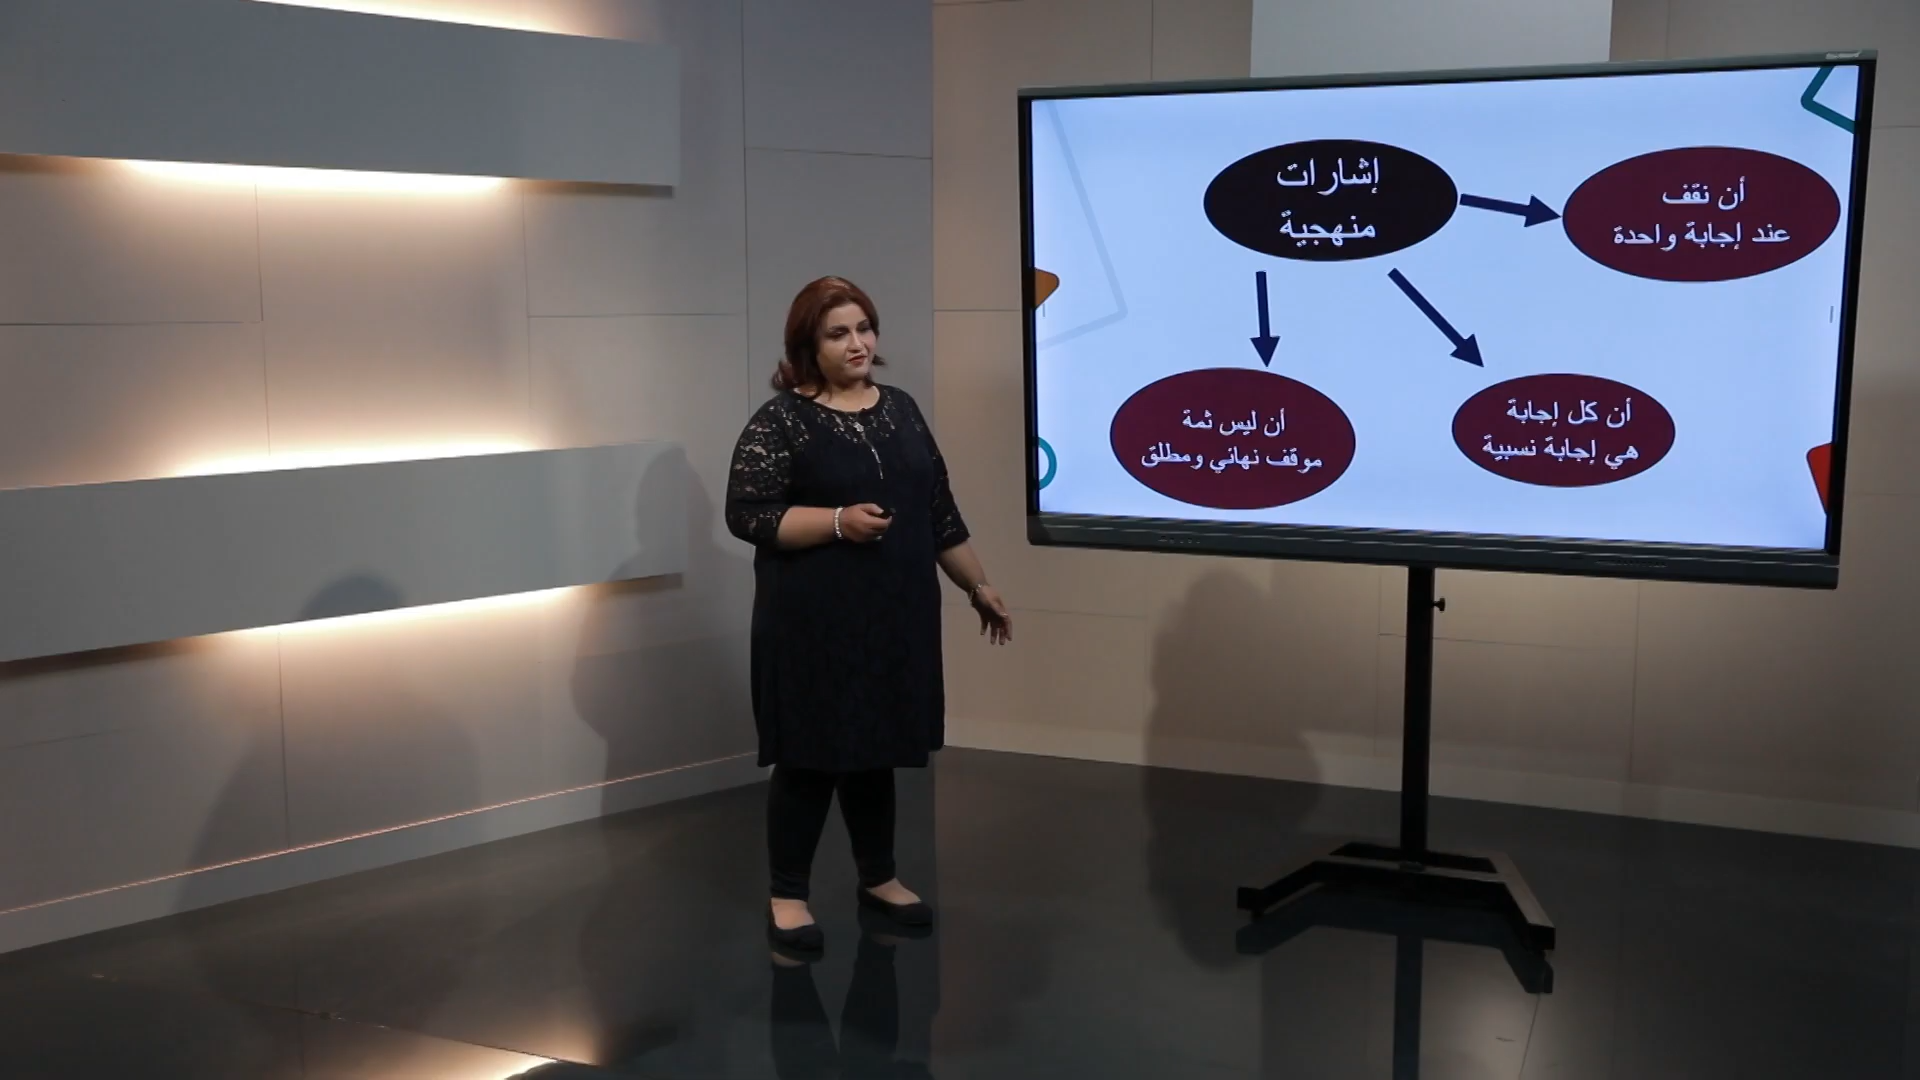 إشارات
منهجية
أن نقف
عند إجابة واحدة
أن كل إجابة
هي إجابة نسبية
أن ليس ثمة
موقف نهائي ومطلق